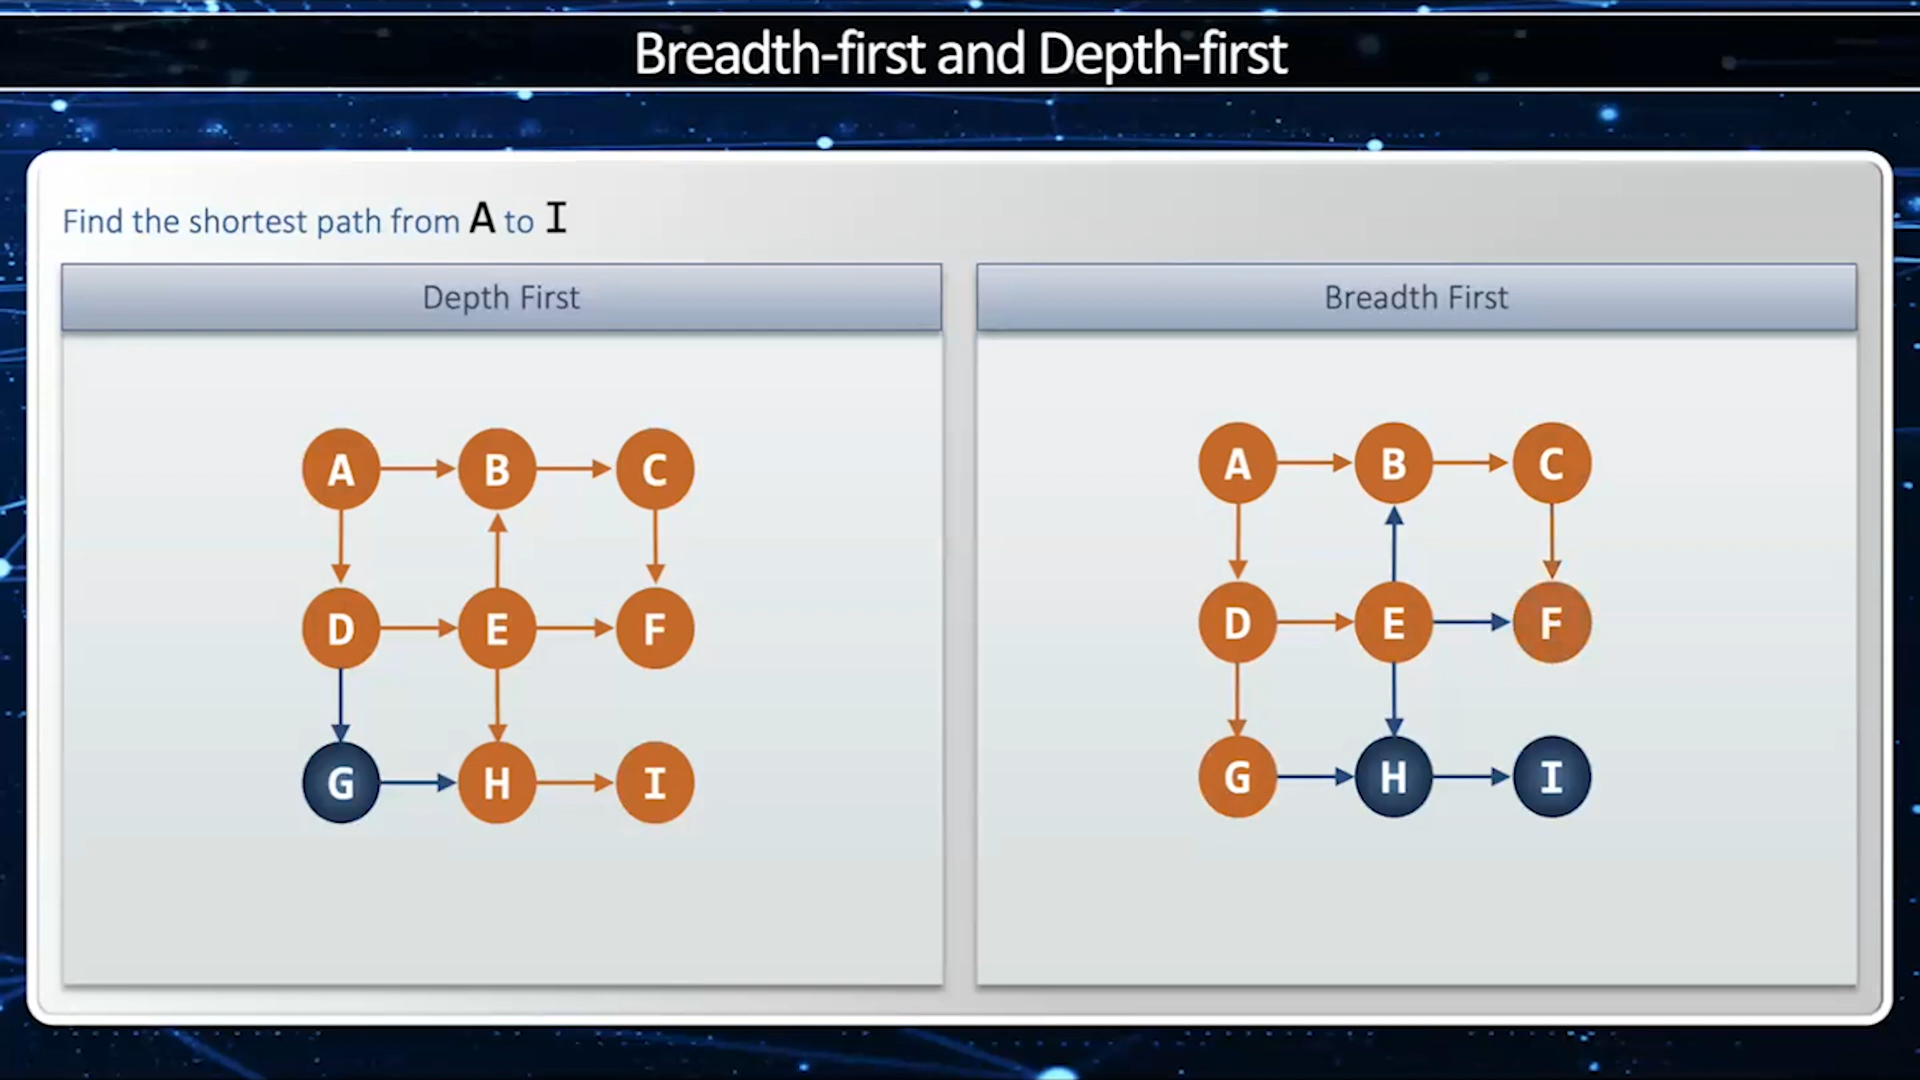 Breadth-first and Depth-first
Find the shortest path from A to I
Depth First
A B C
D E F
G H I
Breadth First
A B C
D E F
G H I